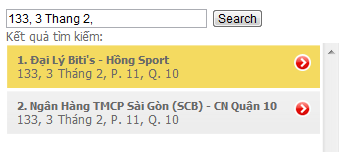 133, 3 Thang 2,
Search
Kết quả tìm kiếm:
1. Đại Lý Biti's - Hồng Sport
133, 3 Tháng 2, P. 11, Q. 10
2. Ngân Hàng TMCP Sài Gòn (SCB) - CN Quận 10
133, 3 Tháng 2, P. 11, Q. 10